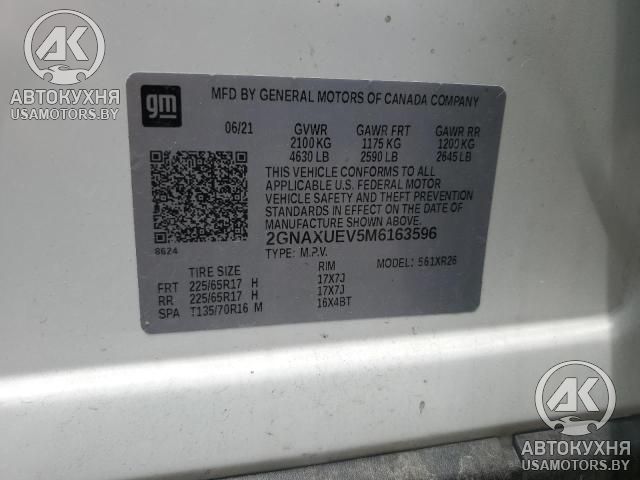 AK
АВТОКУХНЯ
USAMOTORS.BY
gm
MFD BY GENERAL MOTORS OF CANADA COMPANY
06/21 GVWR GAWR FRT GAWR RR
2100 KG 1175 KG 1200 KG
4630 LB 2590 LB 2645 LB
THIS VEHICLE CONFORMS TO ALL
APPLICABLE U.S. FEDERAL MOTOR
VEHICLE SAFETY AND THEFT PREVENTION
STANDARDS IN EFFECT ON THE DATE OF
MANUFACTURE SHOWN ABOVE.
2GNAXUEV5M6163596
8624
TYPE: M.P.V. MODEL: 561XR26
TIRE SIZE RIM
FRT 225/65R17 H 17X7J
RR 225/65R17 H 17X7J
SPA T135/70R16 M 16X4BT
AK
АВТОКУХНЯ
USAMOTORS.BY